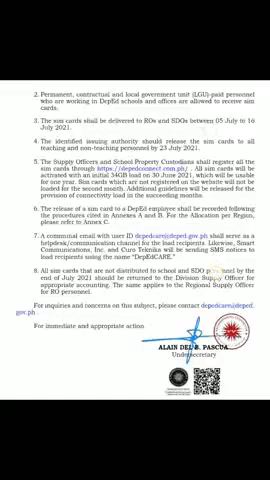 2. Permanent, contractual and local government unit (LGU)-paid personnel
who are working in DepEd schools and offices are allowed to receive sim
cards.
3. The sim cards shall be delivered to ROs and SDOs between 05 July to 16
July 2021.
4. The identified issuing authority should release the sim cards to all
teaching and non-teaching personnel by 23 July 2021.
5. The Supply Officers and School Property Custodians shall register all the
sim cards through https://depedconnect.com.ph/ . All sim cards will be
activated with an initial 34GB load on 30 June 2021, which will be usable
for one year. Sim cards which are not registered on the website will not be
loaded for the second month. Additional guidelines will be released for the
provision of connectivity load in the succeeding months.
6. The release of a sim card to a DepEd employee shall be recorded following
the procedures cited in Annexes A and B. For the Allocation per Region,
please refer to Annex C.
7. A communal email with user ID depedcare@deped.gov.ph shall serve as a
helpdesk/communication channel for the load recipients. Likewise, Smart
Communications, Inc. and Curo Tekniks will be sending SMS notices to
load recipients using the name "DepEdCARE."
8. All sim cards that are not distributed to school and SDO personnel by the
end of July 2021 should be returned to the Division Supply Officer for
appropriate accounting. The same applies to the Regional Supply Officer
for RO personnel.
For inquiries and concerns on this subject, please contact depedcare@deped.
gov.ph .
For immediate and appropriate action.
ALAIN DEL B. PASCUA
Undersecretary